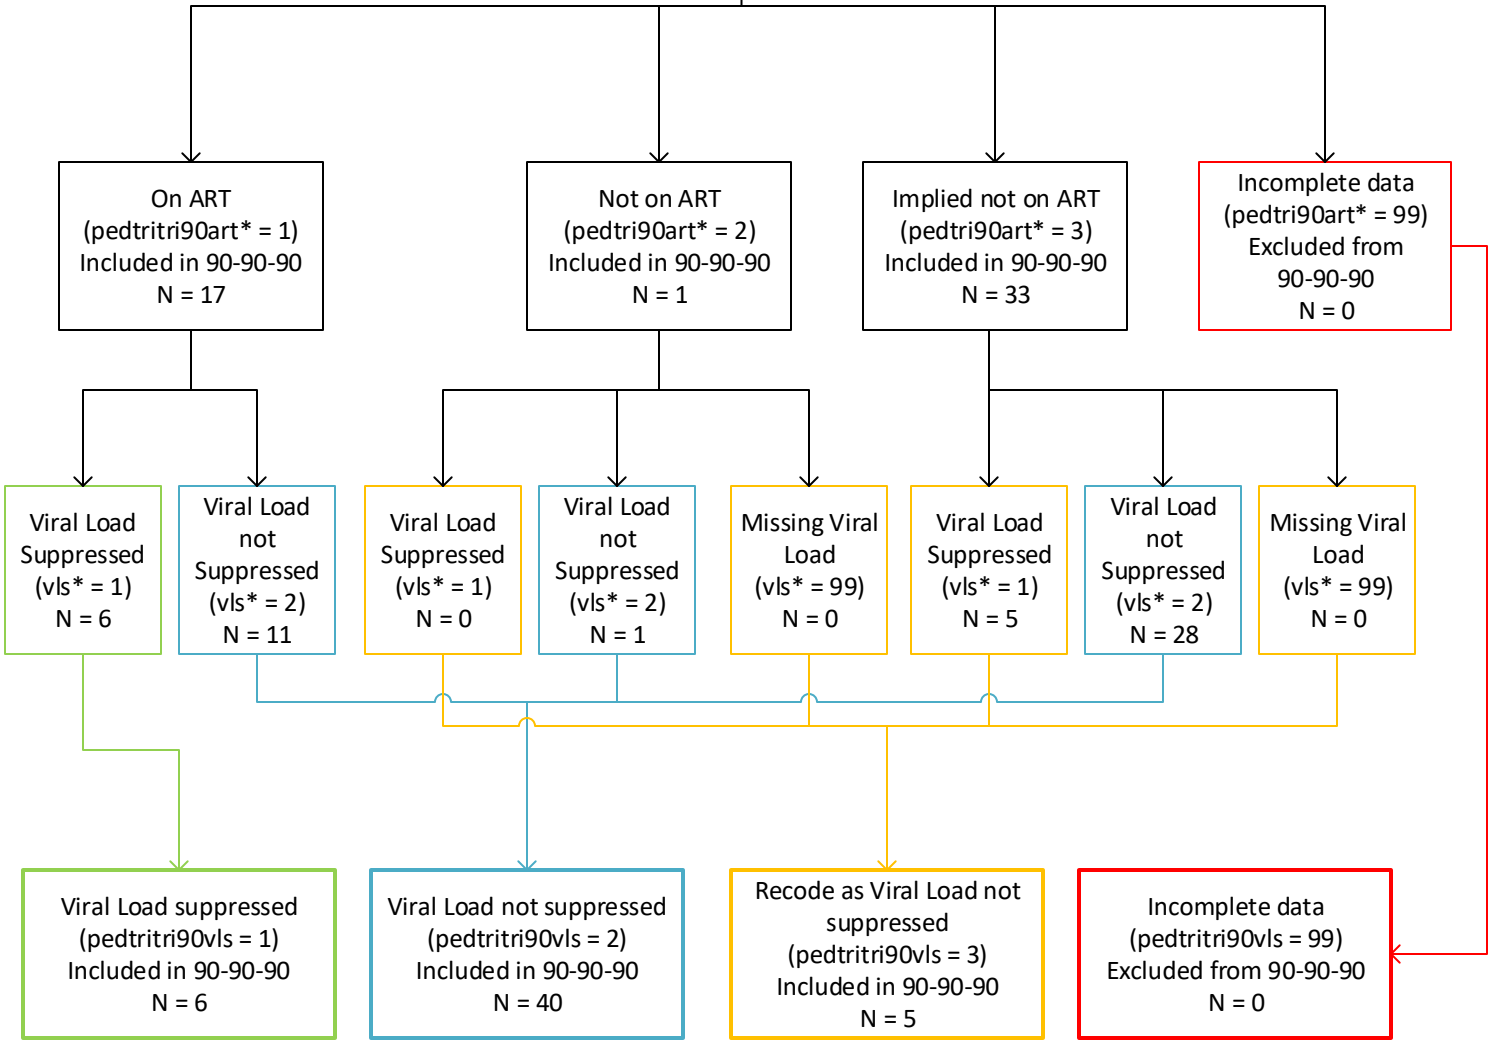 On ART
(pedtritri90art* = 1)
Included in 90-90-90
N = 17
Not on ART
(pedtri90art* = 2)
Included in 90-90-90
N = 1
Implied not on ART
(pedtri90art* = 3)
Included in 90-90-90
N = 33
Incomplete data
(pedtri90art* = 99)
Excluded from
90-90-90
N = 0
Viral Load
Suppressed
(vls* = 1)
N = 6
Viral Load
not
Suppressed
(vls* = 2)
N = 11
Viral Load
Suppressed
(vls* = 1)
N = 0
Viral Load
not
Suppressed
(vls* = 2)
N = 1
Missing Viral
Load
(vls* = 99)
N = 0
Viral Load
Suppressed
(vls* = 1)
N = 5
Viral Load
not
Suppressed
(vls* = 2)
N = 28
Missing Viral
Load
(vls* = 99)
N = 0
Viral Load suppressed
(pedtritri90vls = 1)
Included in 90-90-90
N = 6
Viral Load not suppressed
(pedtritri90vls = 2)
Included in 90-90-90
N = 40
Recode as Viral Load not
suppressed
(pedtritri90vls = 3)
Included in 90-90-90
N = 5
Incomplete data
(pedtritri90vls = 99)
Excluded from 90-90-90
N = 0